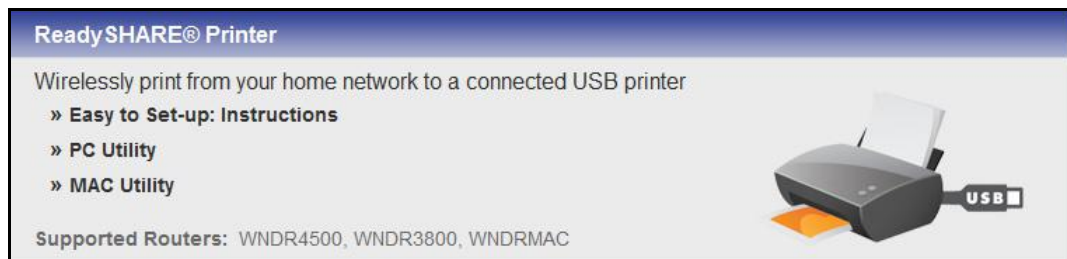 ReadySHARE® Printer
Wirelessly print from your home network to a connected USB printer
» Easy to Set-up: Instructions
» PC Utility
» MAC Utility
USB
Supported Routers: WNDR4500, WNDR3800, WNDRMAC